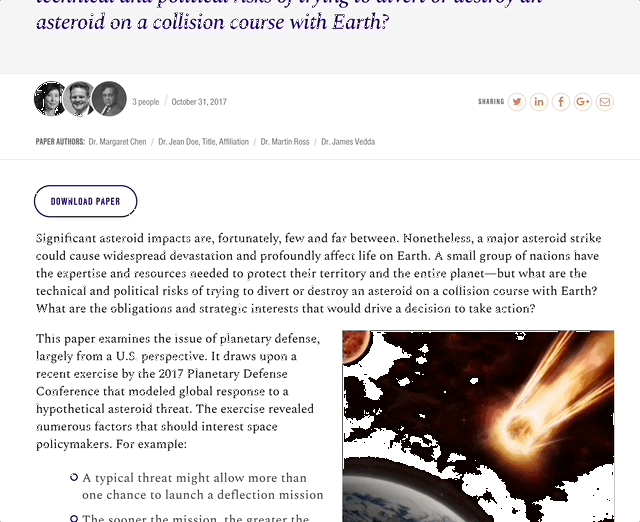 technical and political risks of trying to divert or destroy an
asteroid on a collision course with Earth?
3 people / October 31, 2017
SHARING
PAPER AUTHORS: Dr. Margaret Chen / Dr. Jean Doe, Title, Affiliation / Dr. Martin Ross / Dr. James Vedda
DOWNLOAD PAPER
Significant asteroid impacts are, fortunately, few and far between. Nonetheless, a major asteroid strike
could cause widespread devastation and profoundly affect life on Earth. A small group of nations have
the expertise and resources needed to protect their territory and the entire planet—but what are the
technical and political risks of trying to divert or destroy an asteroid on a collision course with Earth?
What are the obligations and strategic interests that would drive a decision to take action?
This paper examines the issue of planetary defense,
largely from a U.S. perspective. It draws upon a
recent exercise by the 2017 Planetary Defense
Conference that modeled global response to a
hypothetical asteroid threat. The exercise revealed
numerous factors that should interest space
policymakers. For example:
A typical threat might allow more than
one chance to launch a deflection mission
The sooner the mission, the greater the